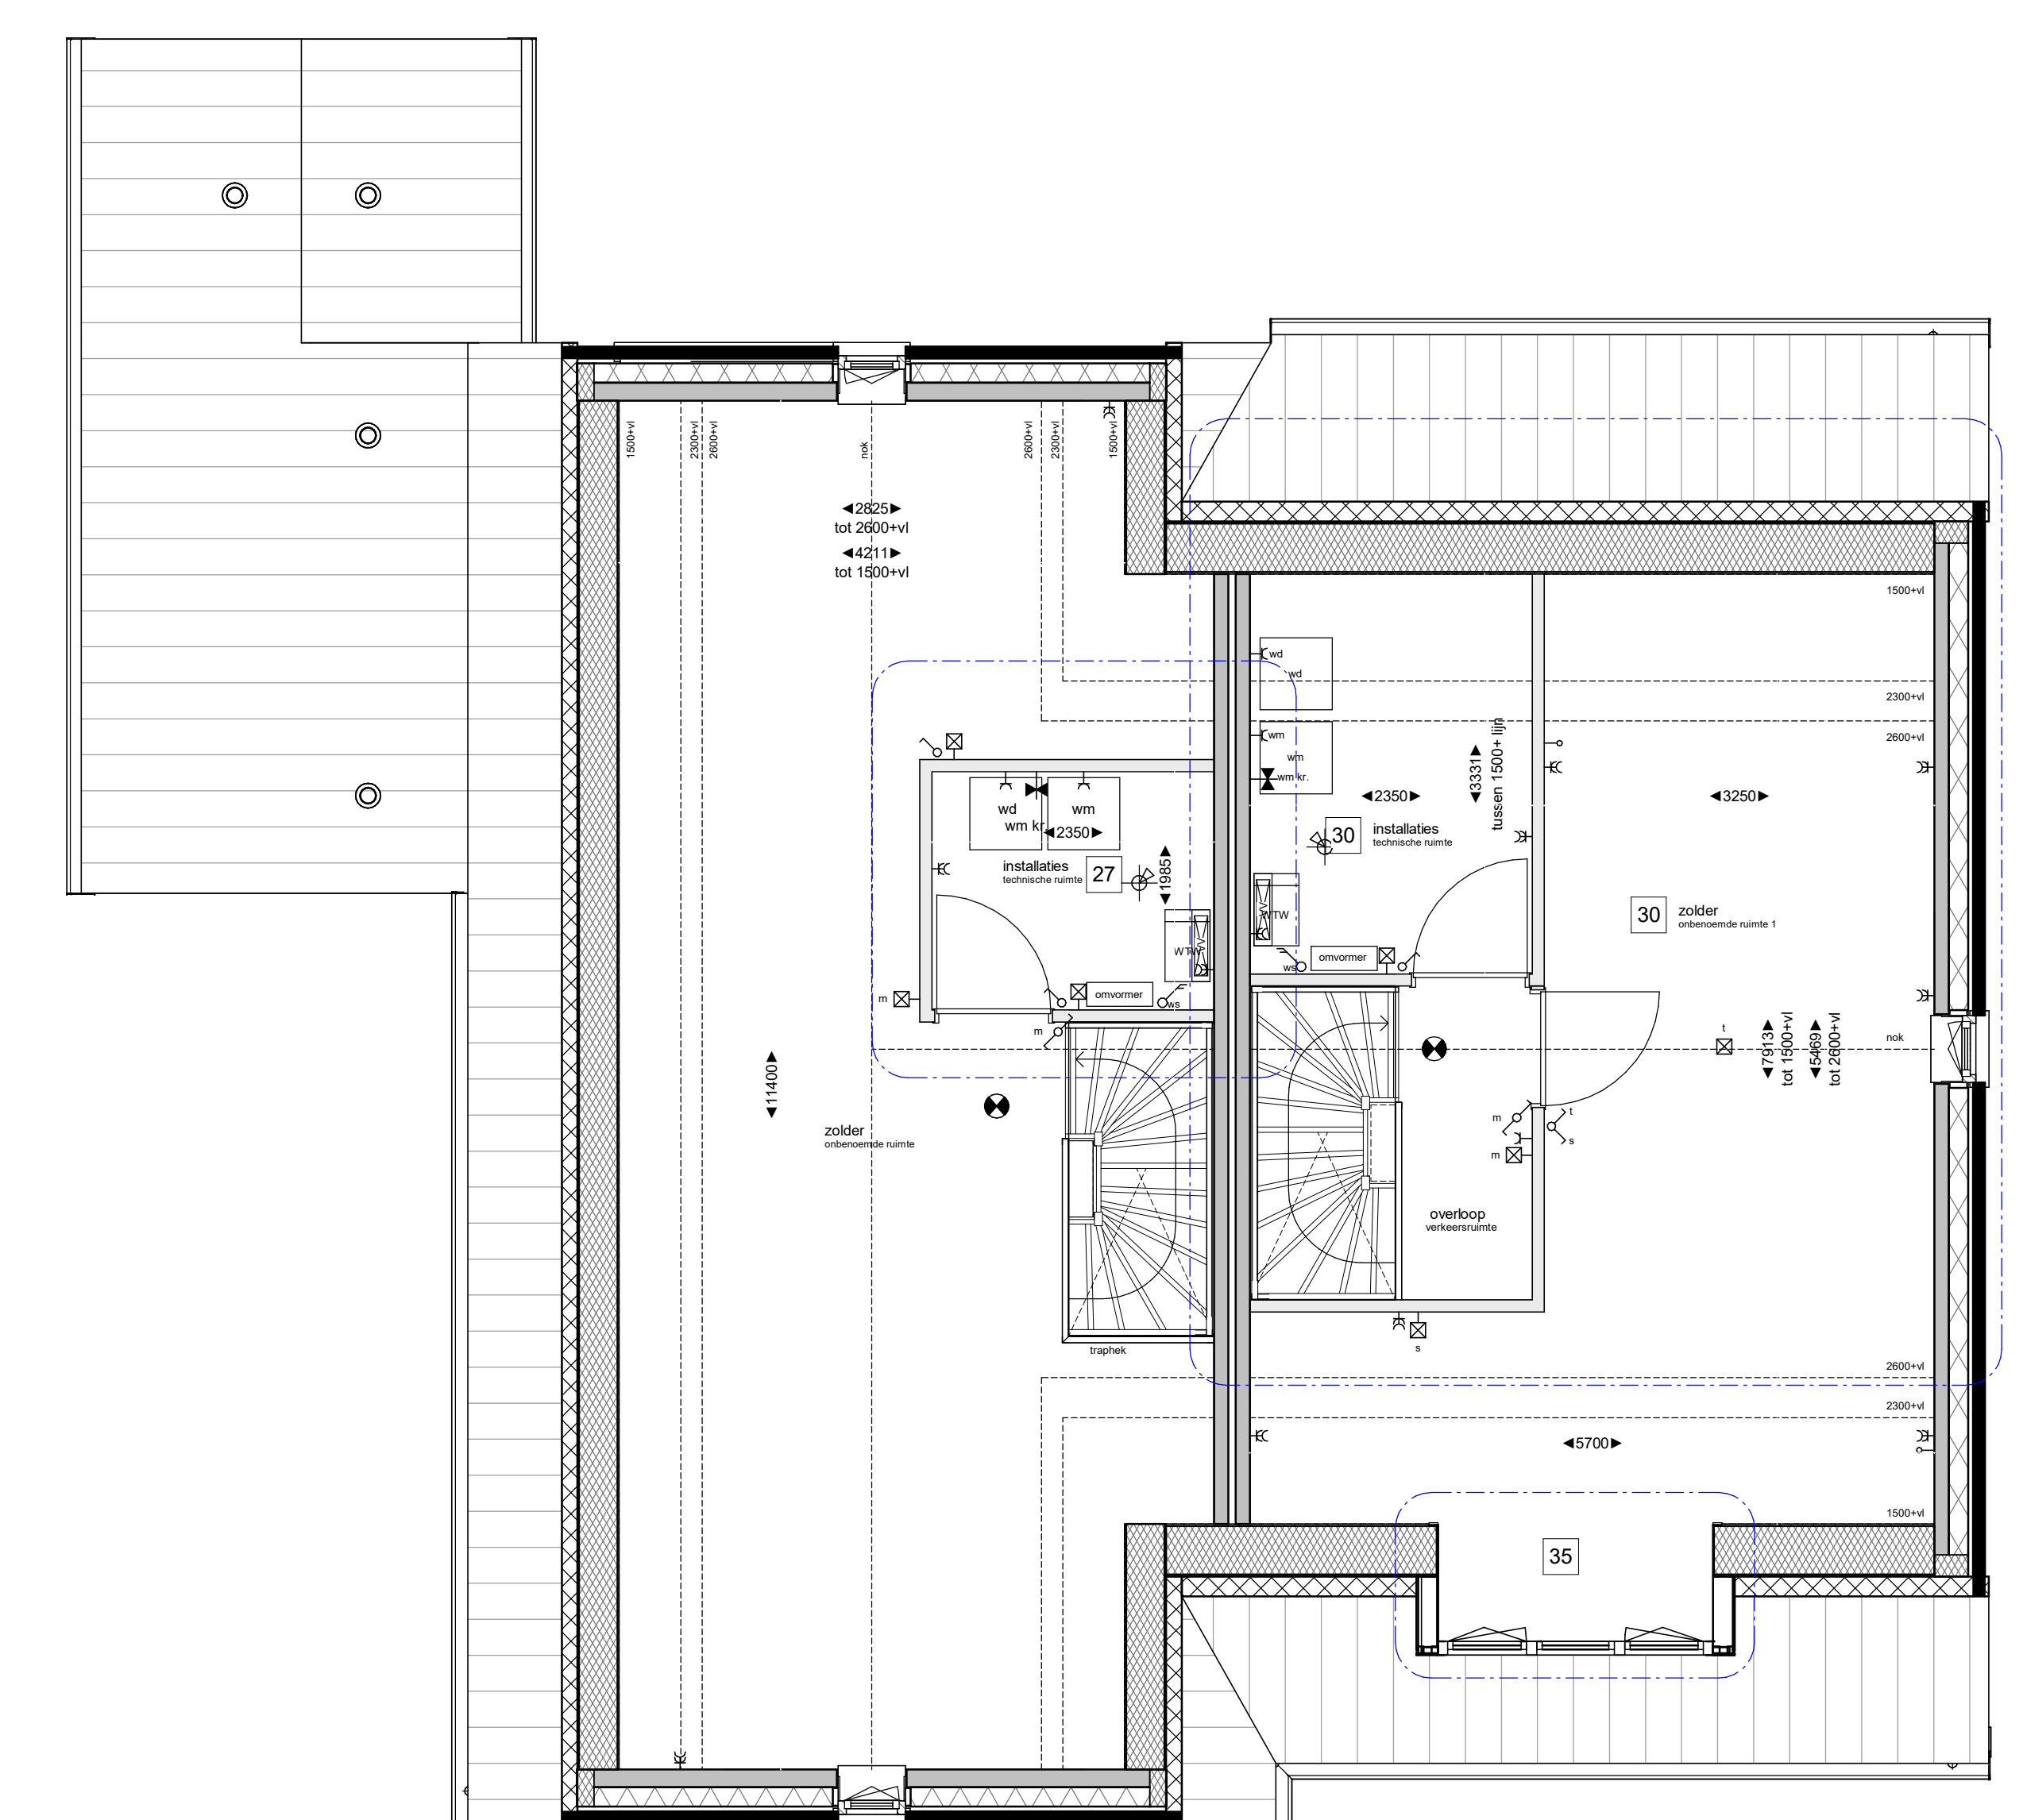 1500+vl
2300+vl
2600+vl
nok
2600+vl
2300+vl
1500+vl
2825
tot 2600+vl
4211
tot 1500+vl
1500+vl
2300+vl
2600+vl
wd
wd
wm
wm
wm kr.
3331
tussen 1500+ lijn
2350
3250
wd
wm
wm kr.
2350
installaties
technische ruimte
27
1985
30
installaties
technische ruimte
30
zolder
onbenoemde ruimte 1
WTW
WTW
omvormer
ws
omvormer
ws
m
m
t
7913
tot 1500+vl
5469
tot 2600+vl
nok
11400
zolder
onbenoemde ruimte
m
t
s
m
overloop
verkeersruimte
traphek
s
2600+vl
2300+vl
5700
1500+vl
35